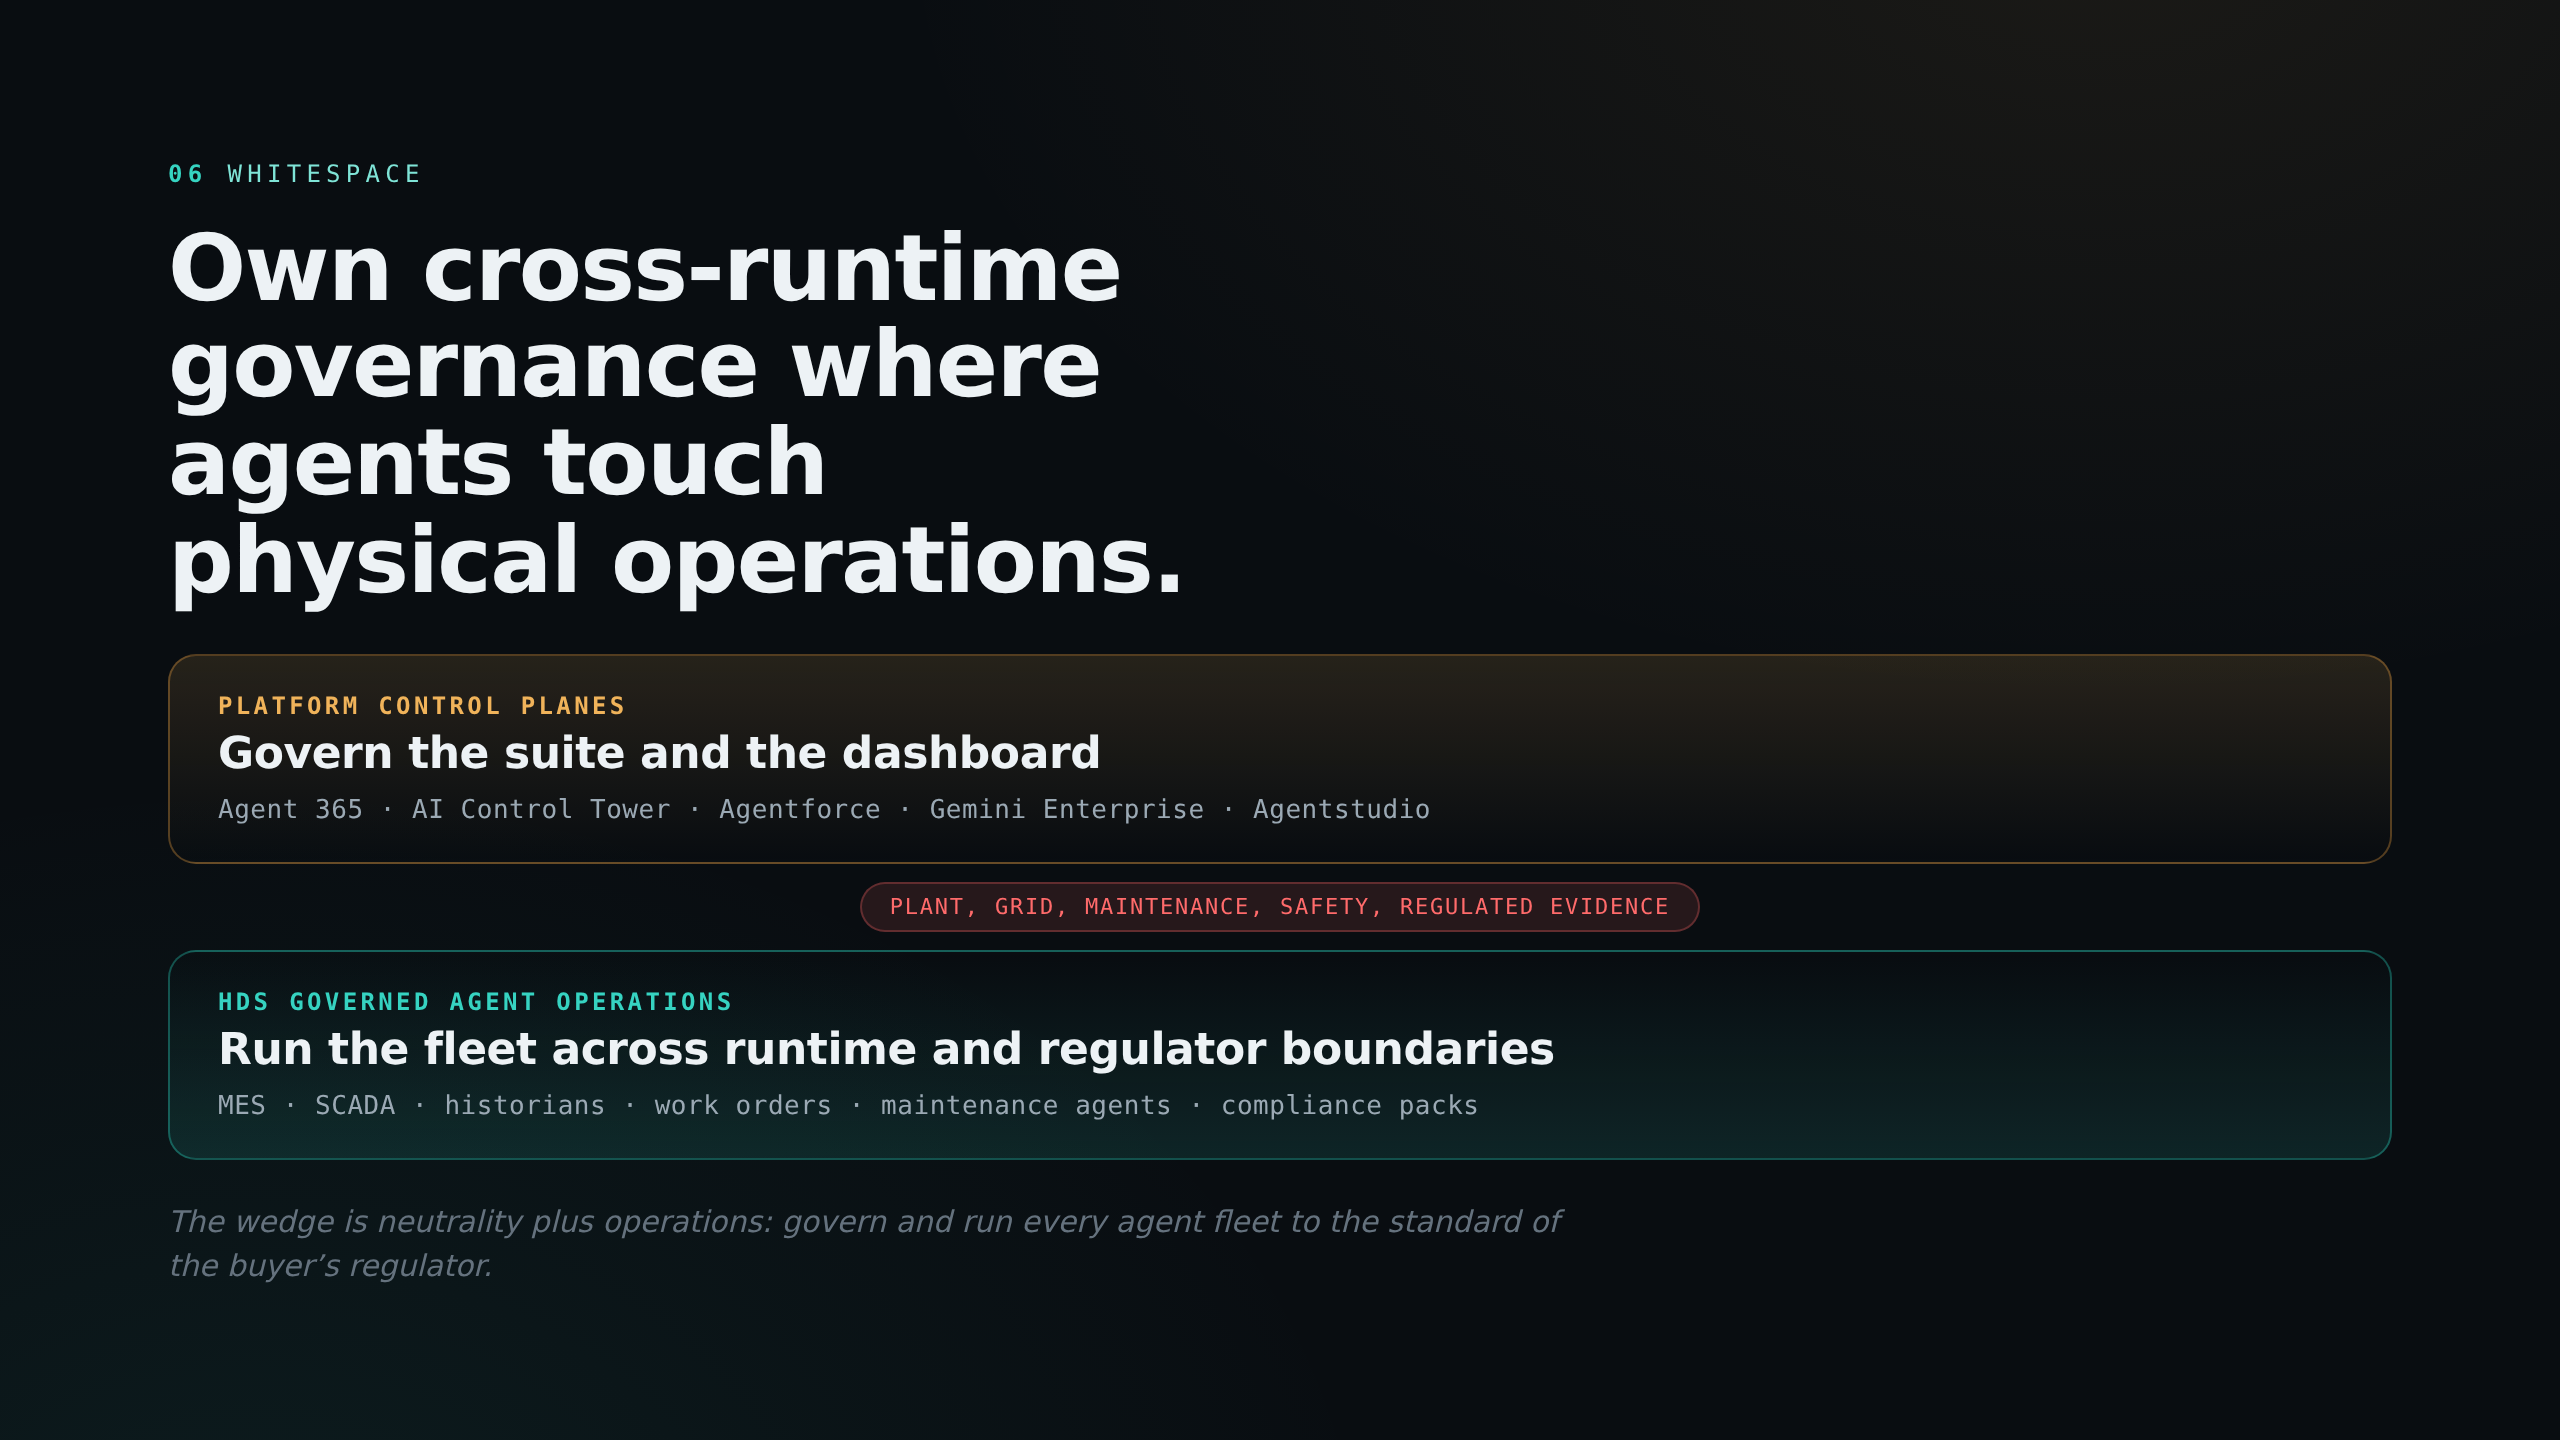 06 WHITESPACE
Own cross-runtime
governance where
agents touch
physical operations.
PLATFORM CONTROL PLANES
Govern the suite and the dashboard
Agent 365 · AI Control Tower · Agentforce · Gemini Enterprise · Agentstudio
PLANT, GRID, MAINTENANCE, SAFETY, REGULATED EVIDENCE
HDS GOVERNED AGENT OPERATIONS
Run the fleet across runtime and regulator boundaries
MES · SCADA · historians · work orders · maintenance agents · compliance packs
The wedge is neutrality plus operations: govern and run every agent fleet to the standard of
the buyer’s regulator.